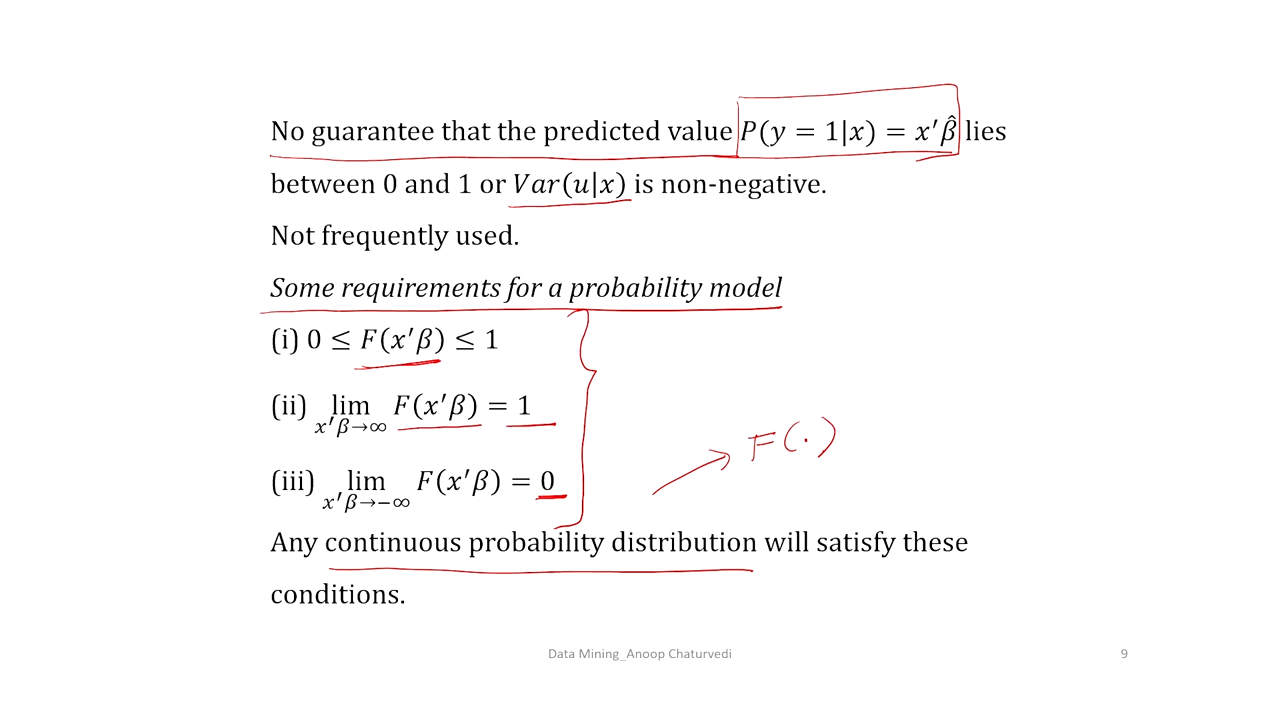 No guarantee that the predicted value P(y = 1|x) = x′β̂ lies
between 0 and 1 or Var(u|x) is non-negative.
Not frequently used.
Some requirements for a probability model
(i) 0 ≤ F(x′β) ≤ 1
(ii) lim x′β→∞ F(x′β) = 1
F(·)
(iii) lim x′β→−∞ F(x′β) = 0
Any continuous probability distribution will satisfy these
conditions.
Data Mining_Anoop Chaturvedi
9